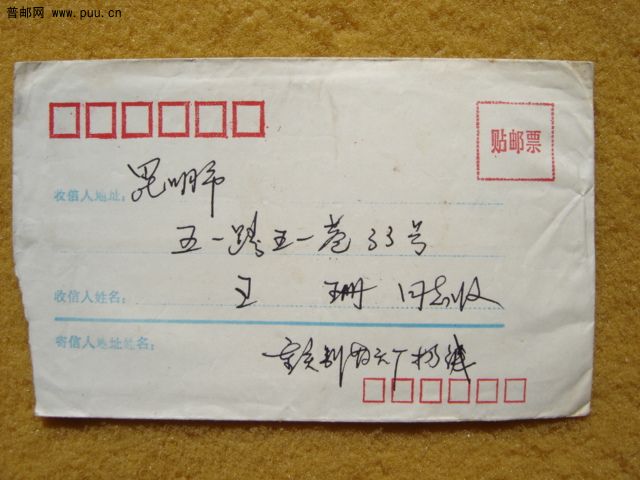 普邮网 www.puu.cn
贴邮票
收信人地址: 昆明市
五一路五一巷33号
收信人姓名: 王 珊 同志收
寄信人地址姓名: